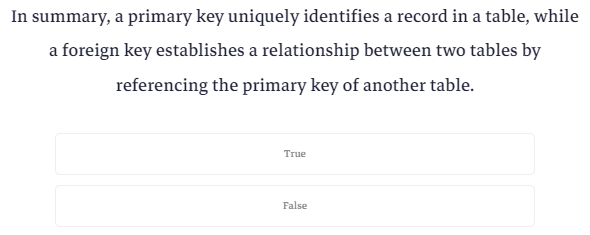 In summary, a primary key uniquely identifies a record in a table, while
a foreign key establishes a relationship between two tables by
referencing the primary key of another table.
True
False